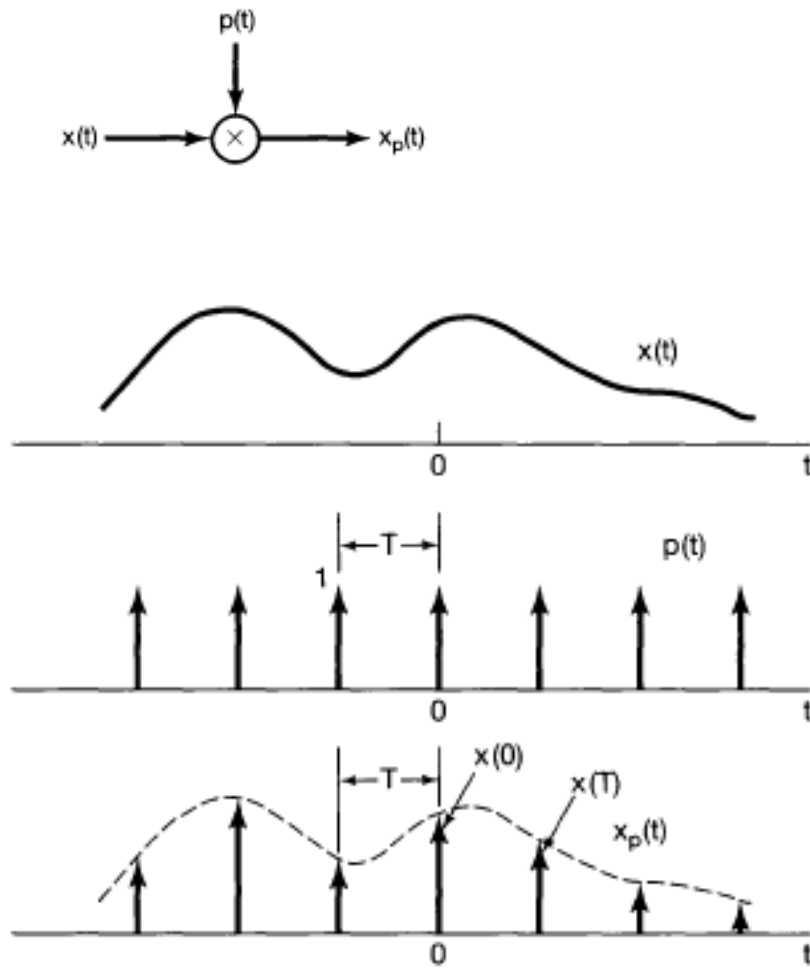 p(t)
x(t) × xₚ(t)
x(t)
0 t
T p(t)
1
0 t
T x(0)
x(T)
xₚ(t)
0 t